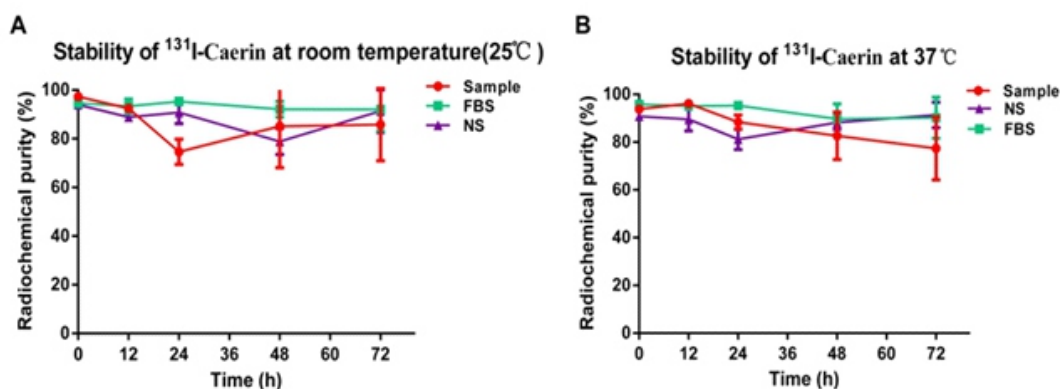 A
Stability of ¹³¹I-Caerin at room temperature(25℃ )
Radiochemical purity (%)
100
80
60
40
20
0
0 12 24 36 48 60 72
Time (h)
Sample
FBS
NS
B
Stability of ¹³¹I-Caerin at 37℃
Radiochemical purity (%)
100
80
60
40
20
0
0 12 24 36 48 60 72
Time (h)
Sample
NS
FBS